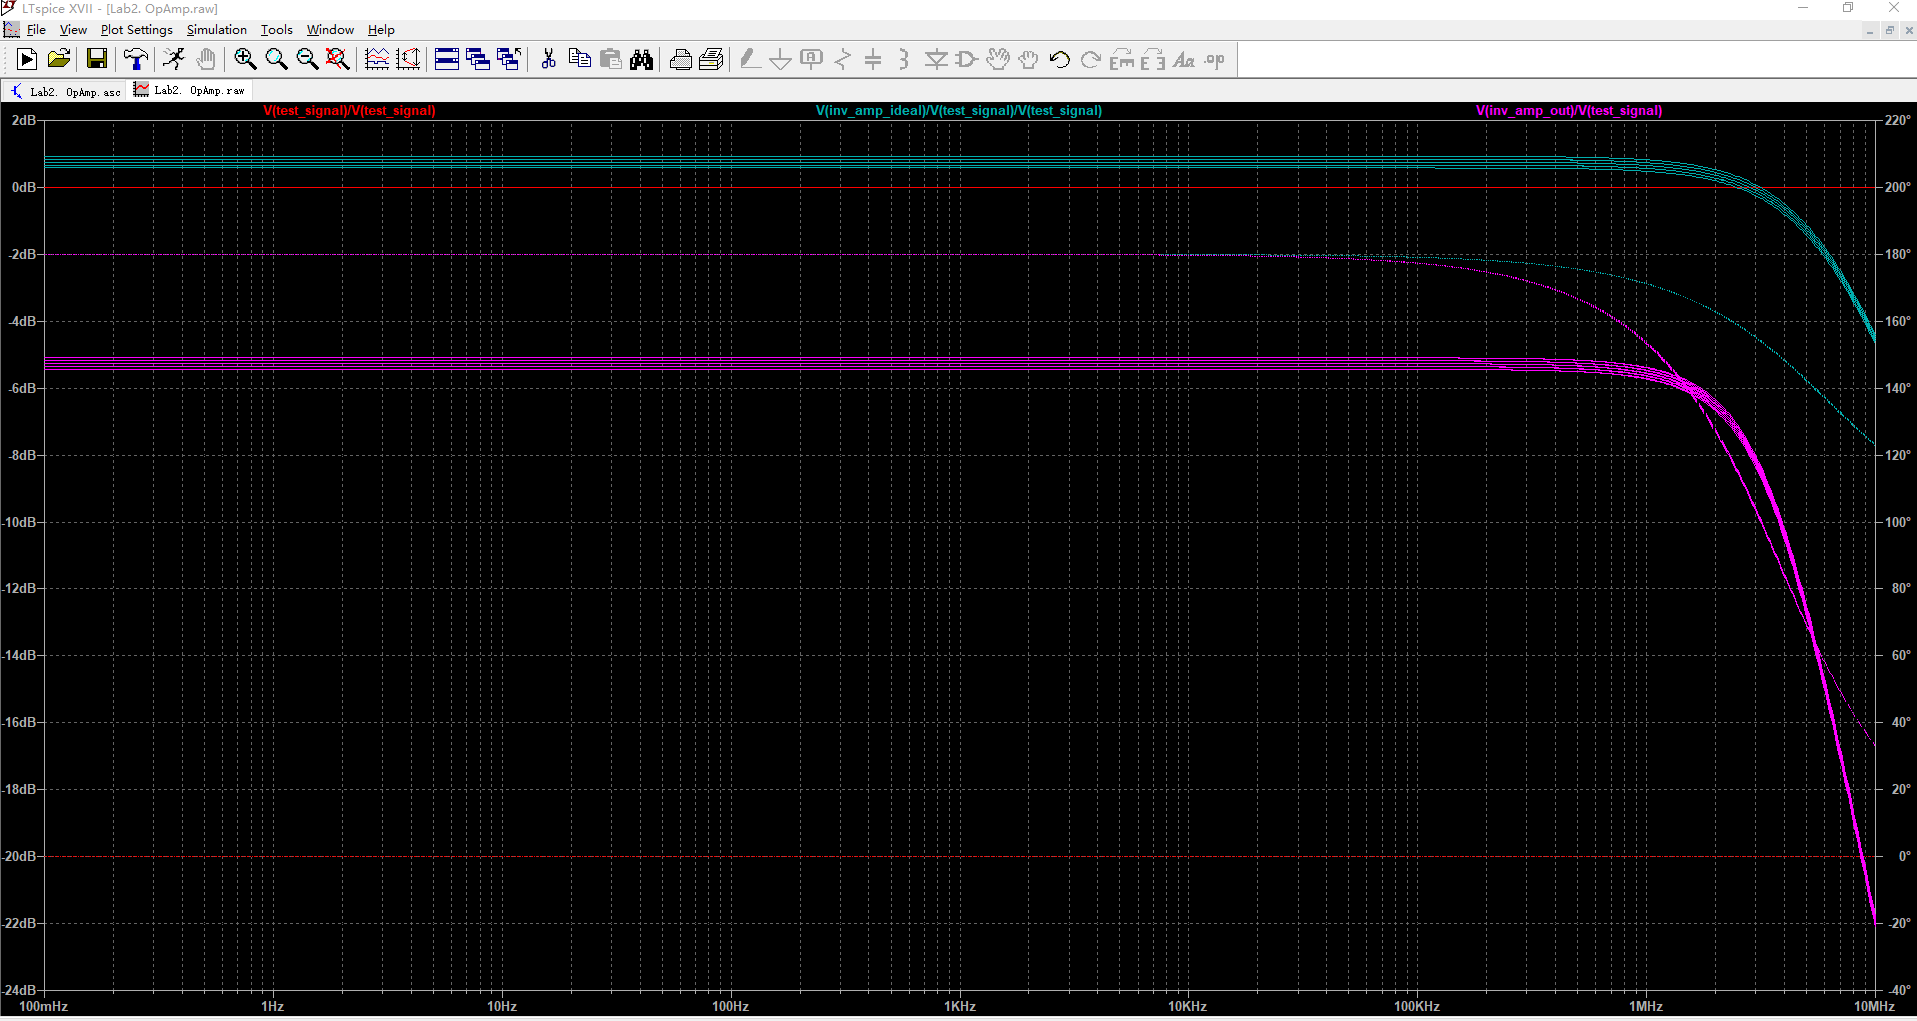 LTspice XVII - [Lab2. OpAmp.raw]
File View Plot Settings Simulation Tools Window Help
Lab2. OpAmp.asc Lab2. OpAmp.raw
V(test_signal)/V(test_signal) V(inv_amp_ideal)/V(test_signal)/V(test_signal) V(inv_amp_out)/V(test_signal)
2dB 220°
0dB 200°
-2dB 180°
-4dB 160°
-6dB 140°
-8dB 120°
-10dB 100°
-12dB 80°
-14dB 60°
-16dB 40°
-18dB 20°
-20dB 0°
-22dB -20°
-24dB -40°
100mHz 1Hz 10Hz 100Hz 1KHz 10KHz 100KHz 1MHz 10MHz